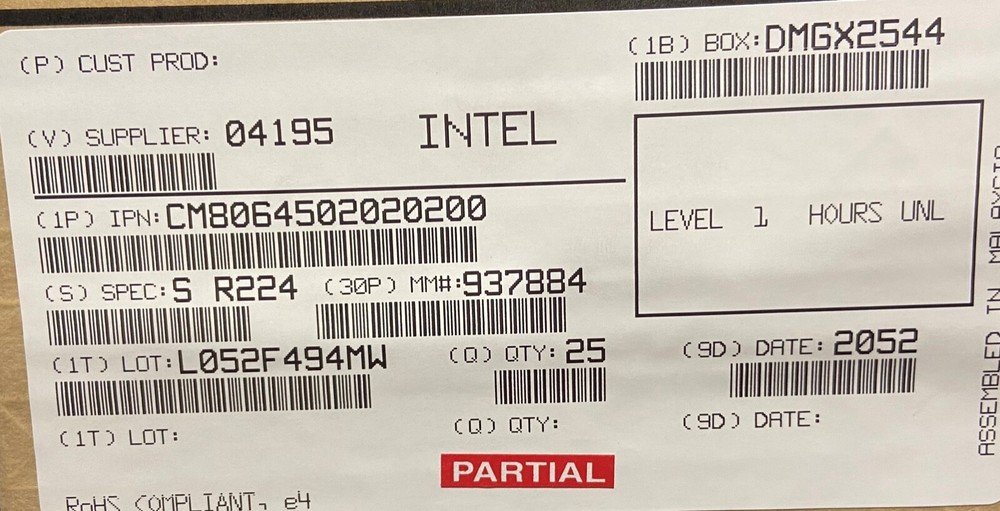 (P) CUST PROD:
(1B) BOX: DMGX2544
(V) SUPPLIER: 04195 INTEL
(1P) IPN: CM8064502020200
LEVEL 1 HOURS UNL
(S) SPEC: S R224 (30P) MM#: 937884
(1T) LOT: L052F494MW (Q) QTY: 25 (9D) DATE: 2052
(1T) LOT: (Q) QTY: (9D) DATE:
PARTIAL
RoHS COMPLIANT, e4
ASSEMBLED IN MALAYSIA